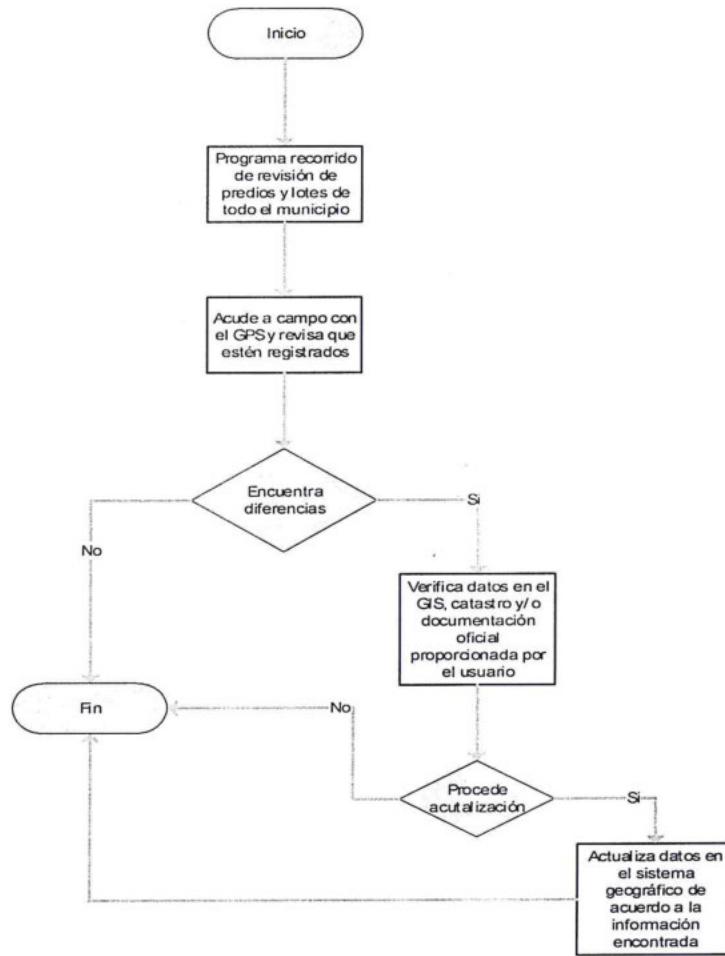 Inicio
Programa recorrido
de revisión de
predios y lotes de
todo el municipio
Acude a campo con
el GPS y revisa que
estén registrados
Encuentra
diferencias
Si
No
Verifica datos en el
GIS, catastro y/o
documentación
oficial
proporcionada por
el usuario
Fin
No
Procede
acutalización
Si
Actualiza datos en
el sistema
geográfico de
acuerdo a la
información
encontrada